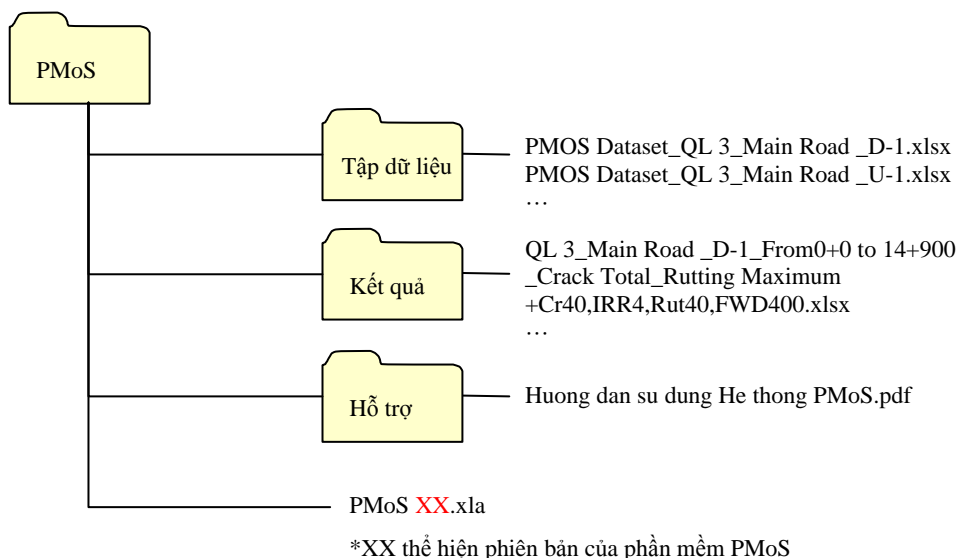 PMoS
Tập dữ liệu
PMOS Dataset_QL 3_Main Road _D-1.xlsx
PMOS Dataset_QL 3_Main Road _U-1.xlsx
…
Kết quả
QL 3_Main Road _D-1_From0+0 to 14+900
_Crack Total_Rutting Maximum
+Cr40,IRR4,Rut40,FWD400.xlsx
…
Hỗ trợ
Huong dan su dung He thong PMoS.pdf
PMoS XX.xla
*XX thể hiện phiên bản của phần mềm PMoS